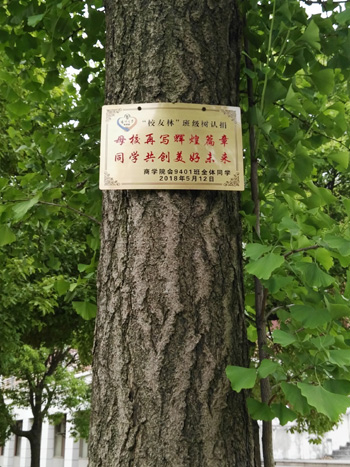 “校友林”班级树认捐
母校再写辉煌篇章
同学共创美好未来
商学院会9401班全体同学
2018年5月12日